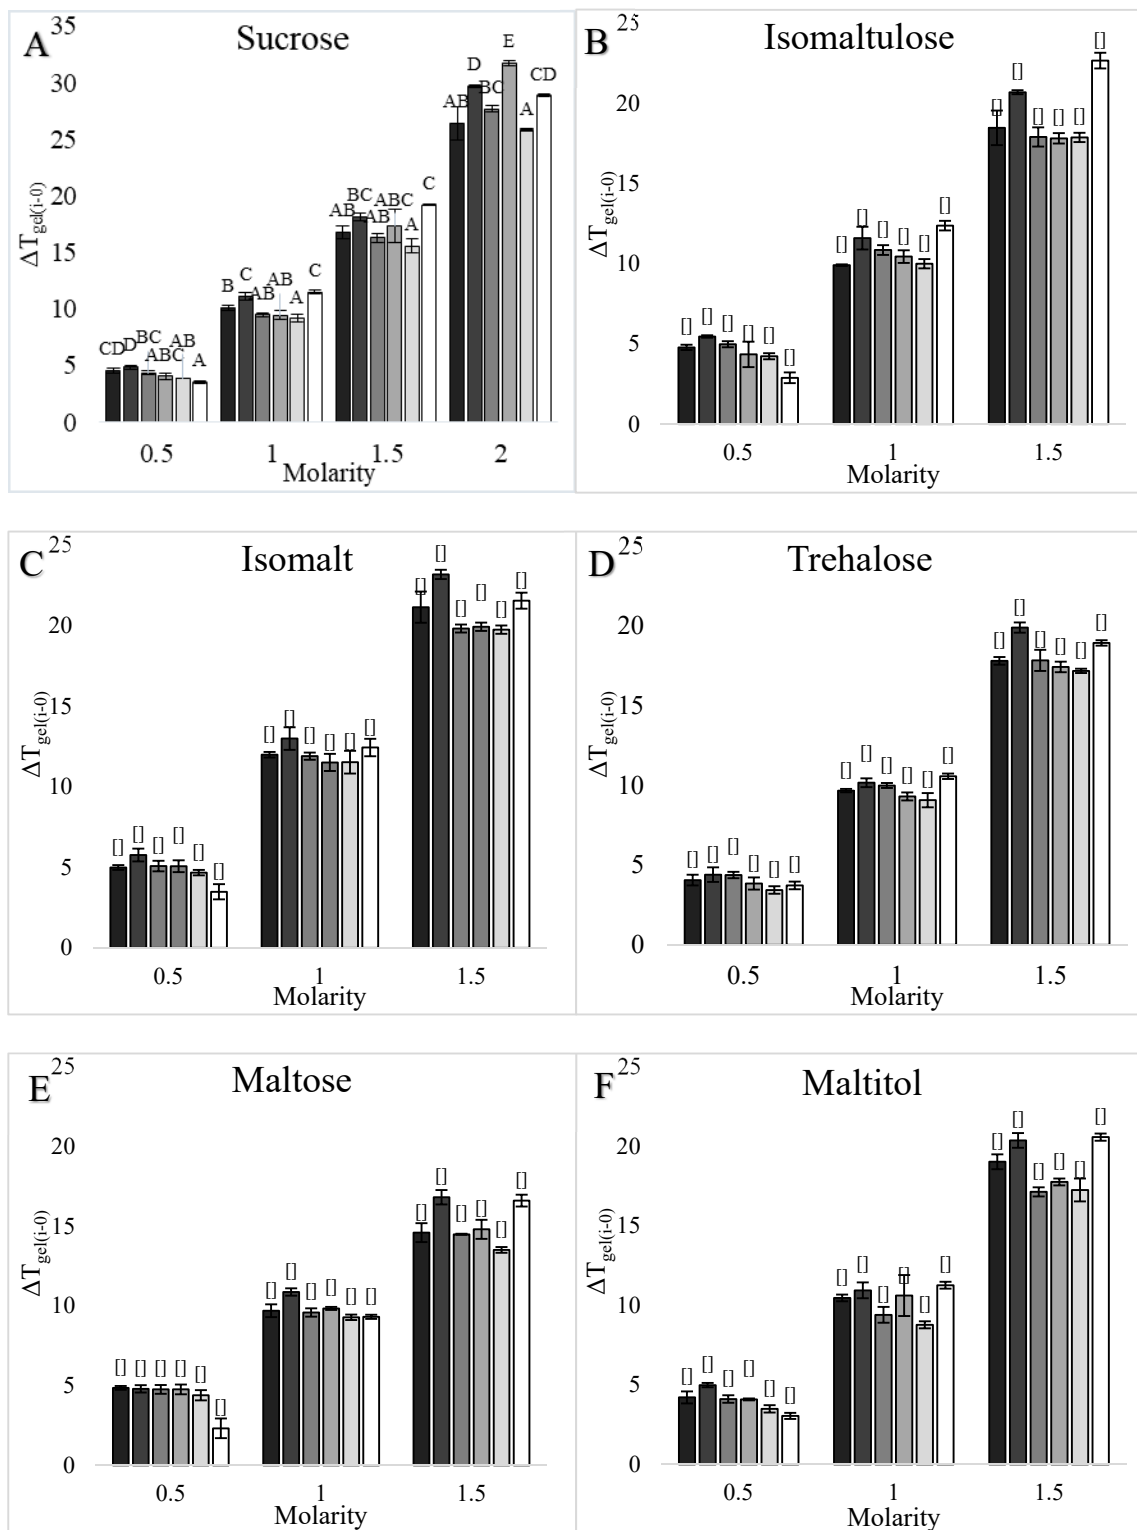 A
Sucrose
35
30
25
20
15
10
5
0
ΔTgel(i-0)
CD D BC ABC AB A
B C AB AB A C
AB BC AB ABC A C
AB D BC E A CD
0.5 1 1.5 2
Molarity
B
Isomaltulose
25
20
15
10
5
0
ΔTgel(i-0)
[] [] [] [] [] []
[] [] [] [] [] []
[] [] [] [] [] []
0.5 1 1.5
Molarity
C
Isomalt
25
20
15
10
5
0
ΔTgel(i-0)
[] [] [] [] [] []
[] [] [] [] [] []
[] [] [] [] [] []
0.5 1 1.5
Molarity
D
Trehalose
25
20
15
10
5
0
ΔTgel(i-0)
[] [] [] [] [] []
[] [] [] [] [] []
[] [] [] [] [] []
0.5 1 1.5
Molarity
E
Maltose
25
20
15
10
5
0
ΔTgel(i-0)
[] [] [] [] [] []
[] [] [] [] [] []
[] [] [] [] [] []
0.5 1 1.5
Molarity
F
Maltitol
25
20
15
10
5
0
ΔTgel(i-0)
[] [] [] [] [] []
[] [] [] [] [] []
[] [] [] [] [] []
0.5 1 1.5
Molarity